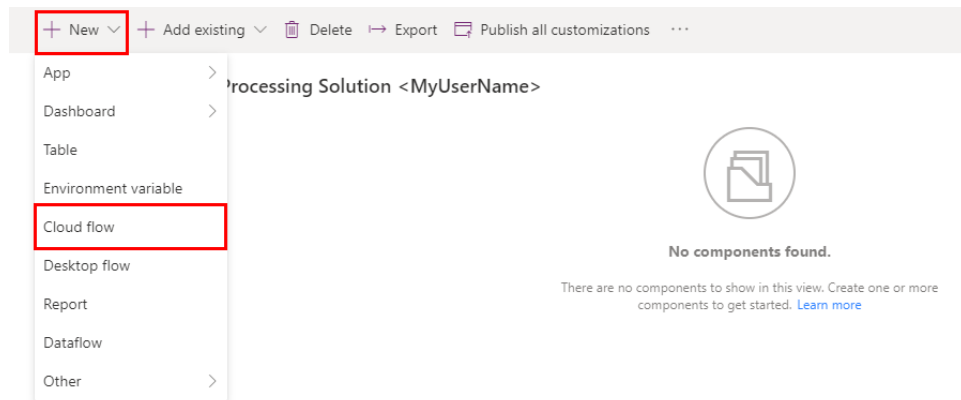 New
Add existing
Delete
Export
Publish all customizations
...
App
Processing Solution <MyUserName>
Dashboard
Table
Environment variable
Cloud flow
Desktop flow
Report
Dataflow
Other
No components found.
There are no components to show in this view. Create one or more
components to get started. Learn more